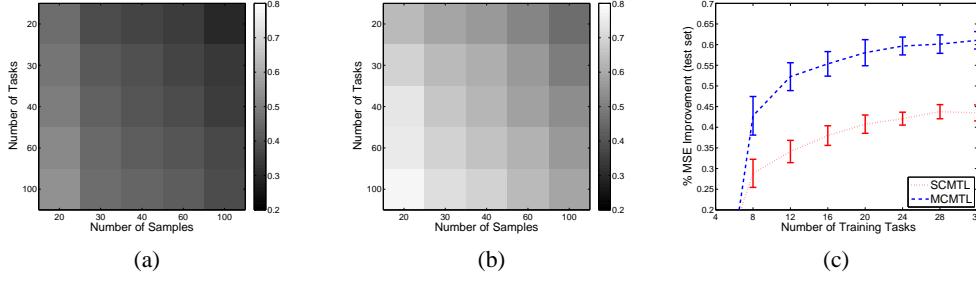 20
40
60
100
Number of Tasks
20 30 40 60 100
Number of Samples
0.8
0.7
0.6
0.5
0.4
0.3
0.2
(a)
20
40
60
100
Number of Tasks
20 30 40 60 100
Number of Samples
0.8
0.7
0.6
0.5
0.4
0.3
0.2
(b)
% MSE Improvement (test set)
0.7
0.65
0.6
0.55
0.5
0.45
0.4
0.35
0.3
0.25
0.2
4 8 12 16 20 24 28 3
Number of Training Tasks
SCMTL
MCMTL
(c)